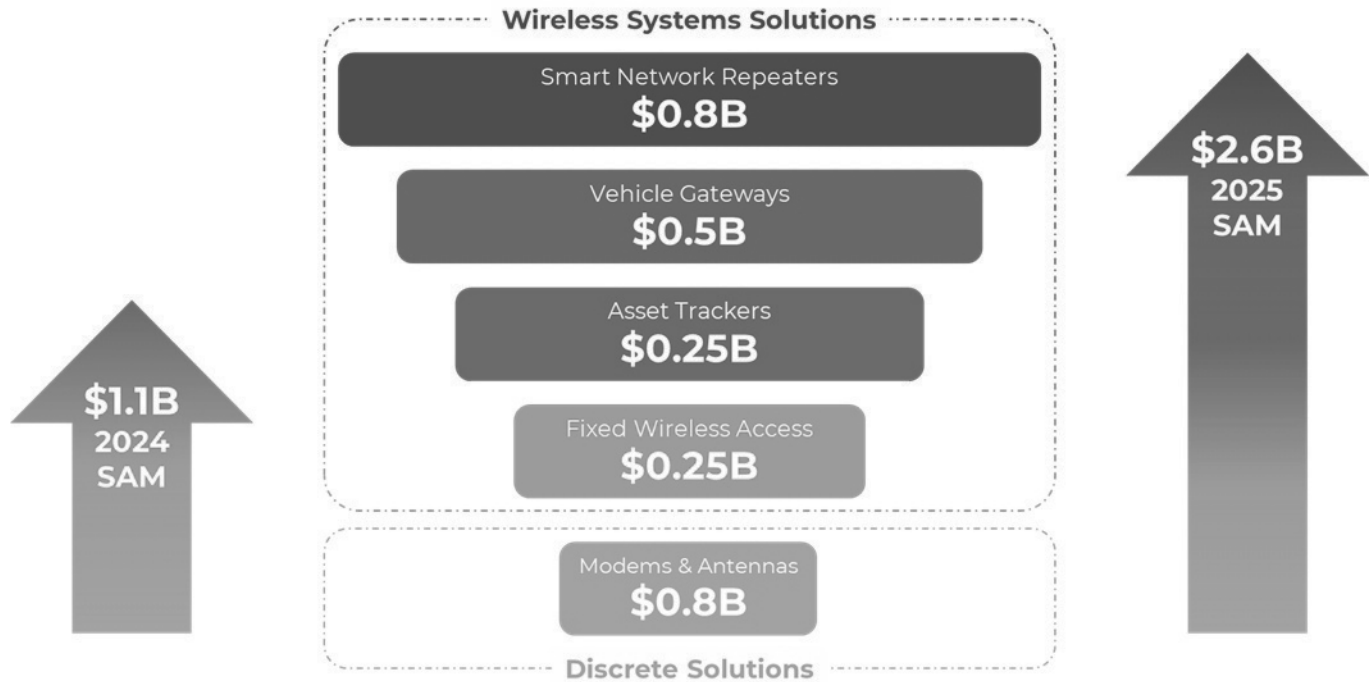 Wireless Systems Solutions
Smart Network Repeaters
$0.8B
Vehicle Gateways
$0.5B
Asset Trackers
$0.25B
Fixed Wireless Access
$0.25B
Modems & Antennas
$0.8B
Discrete Solutions
$1.1B
2024
SAM
$2.6B
2025
SAM